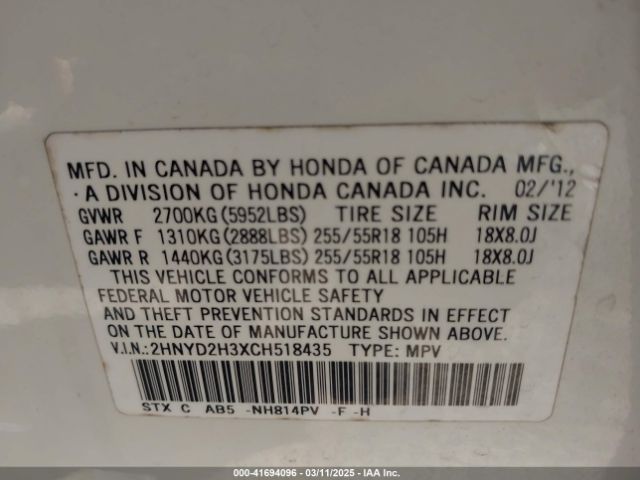 MFD. IN CANADA BY HONDA OF CANADA MFG.,
· A DIVISION OF HONDA CANADA INC. 02/'12
GVWR 2700KG(5952LBS) TIRE SIZE RIM SIZE
GAWR F 1310KG(2888LBS) 255/55R18 105H 18X8.0J
GAWR R 1440KG(3175LBS) 255/55R18 105H 18X8.0J
THIS VEHICLE CONFORMS TO ALL APPLICABLE
FEDERAL MOTOR VEHICLE SAFETY
AND THEFT PREVENTION STANDARDS IN EFFECT
ON THE DATE OF MANUFACTURE SHOWN ABOVE.
V.I.N.:2HNYD2H3XCH518435 TYPE: MPV
STX C AB5 -NH814PV -F -H
000-41694096 - 03/11/2025 - IAA Inc.